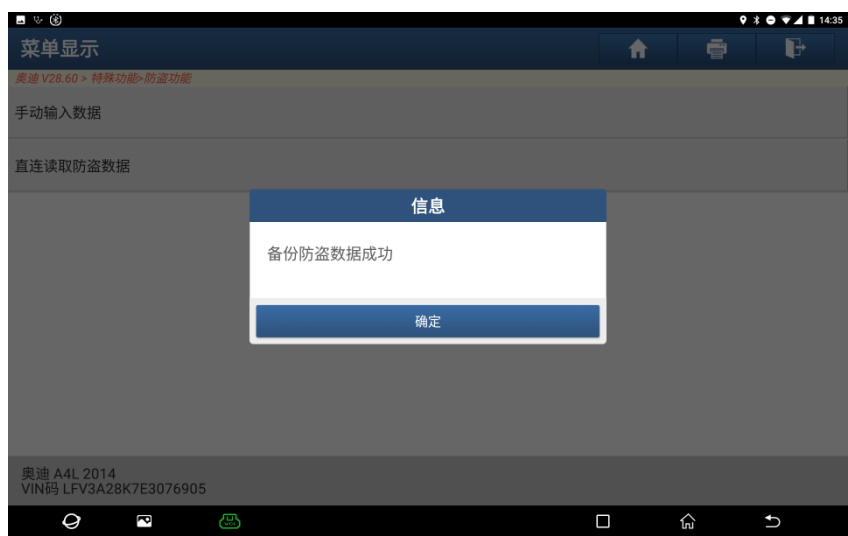 14:35
菜单显示
奥迪 V28.60 > 特殊功能>防盗功能
手动输入数据
直连读取防盗数据
信息
备份防盗数据成功
确定
奥迪 A4L 2014
VIN码 LFV3A28K7E3076905